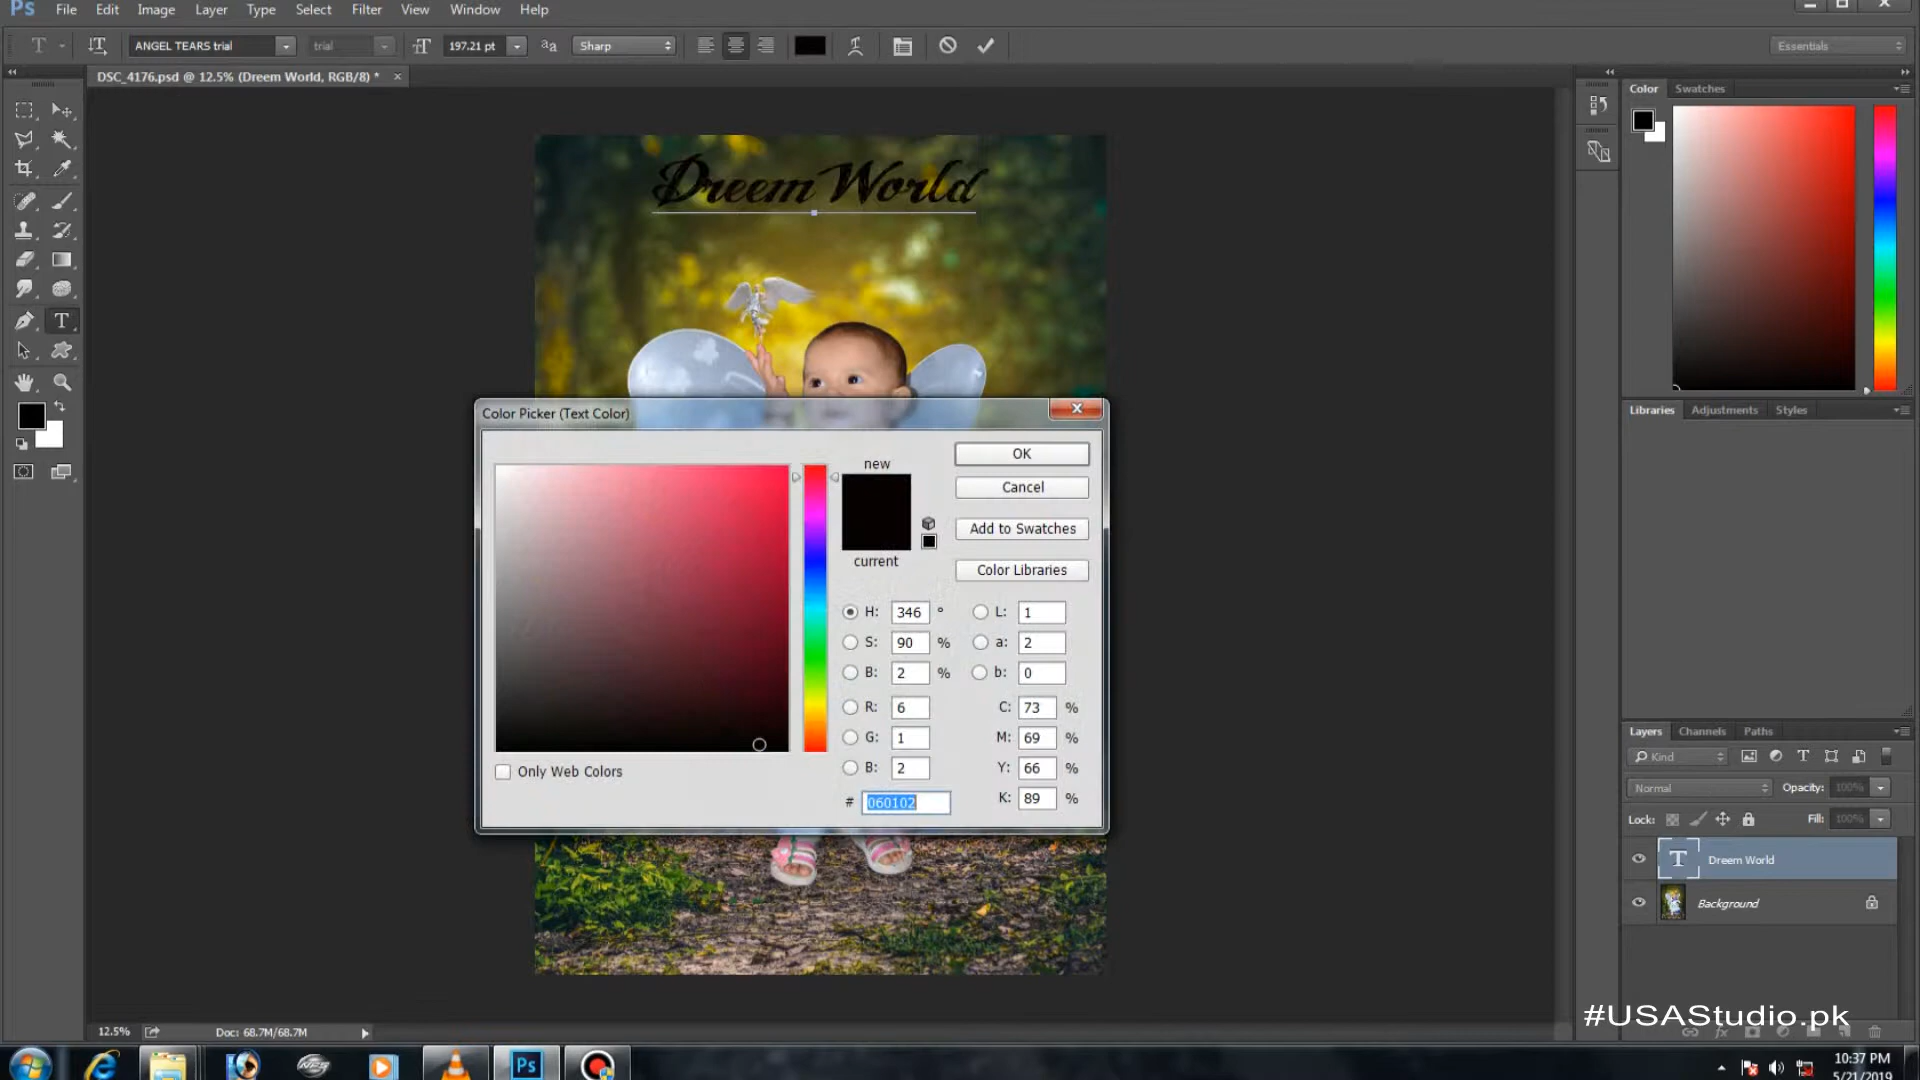 Ps File Edit Image Layer Type Select Filter View Window Help
T ANGEL TEARS trial trial 197.21 pt aa Sharp Essentials
DSC_4176.psd @ 12.5% (Dreem World, RGB/8) * ×
Color Swatches
Dreem World
Color Picker (Text Color)
new
current
OK
Cancel
Add to Swatches
Color Libraries
H: 346 °
S: 90 %
B: 2 %
R: 6
G: 1
B: 2
# 060102
L: 1
a: 2
b: 0
C: 73 %
M: 69 %
Y: 66 %
K: 89 %
Only Web Colors
Libraries Adjustments Styles
Layers Channels Paths
Kind
Normal Opacity: 100%
Lock: Fill: 100%
T Dreem World
Background
12.5% Doc: 68.7M/68.7M
#USAStudio.pk
Ps
10:37 PM
5/21/2019